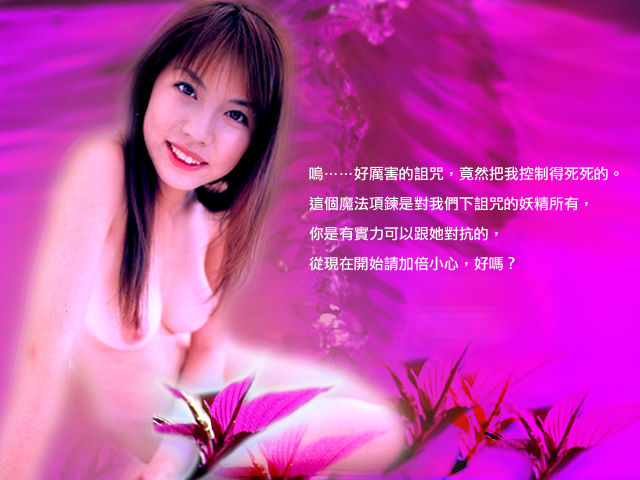 嗚……好厲害的詛咒，竟然把我控制得死死的。
這個魔法項鍊是對我們下詛咒的妖精所有，
你是有實力可以跟她對抗的，
從現在開始請加倍小心，好嗎？